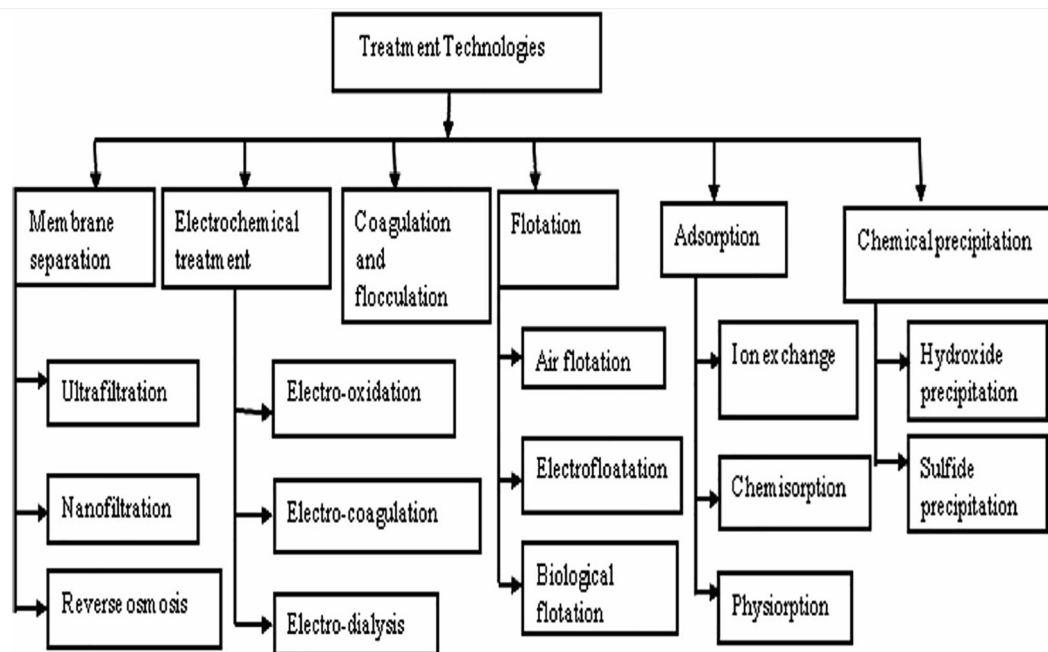 Treatment Technologies
Membrane
separation
Electrochemical
treatment
Coagulation
and
flocculation
Flotation
Adsorption
Chemical precipitation
Ultrafiltration
Nanofiltration
Reverse osmosis
Electro-oxidation
Electro-coagulation
Electro-dialysis
Air flotation
Electrofloatation
Biological
flotation
Ion exchange
Chemisorption
Physiorption
Hydroxide
precipitation
Sulfide
precipitation